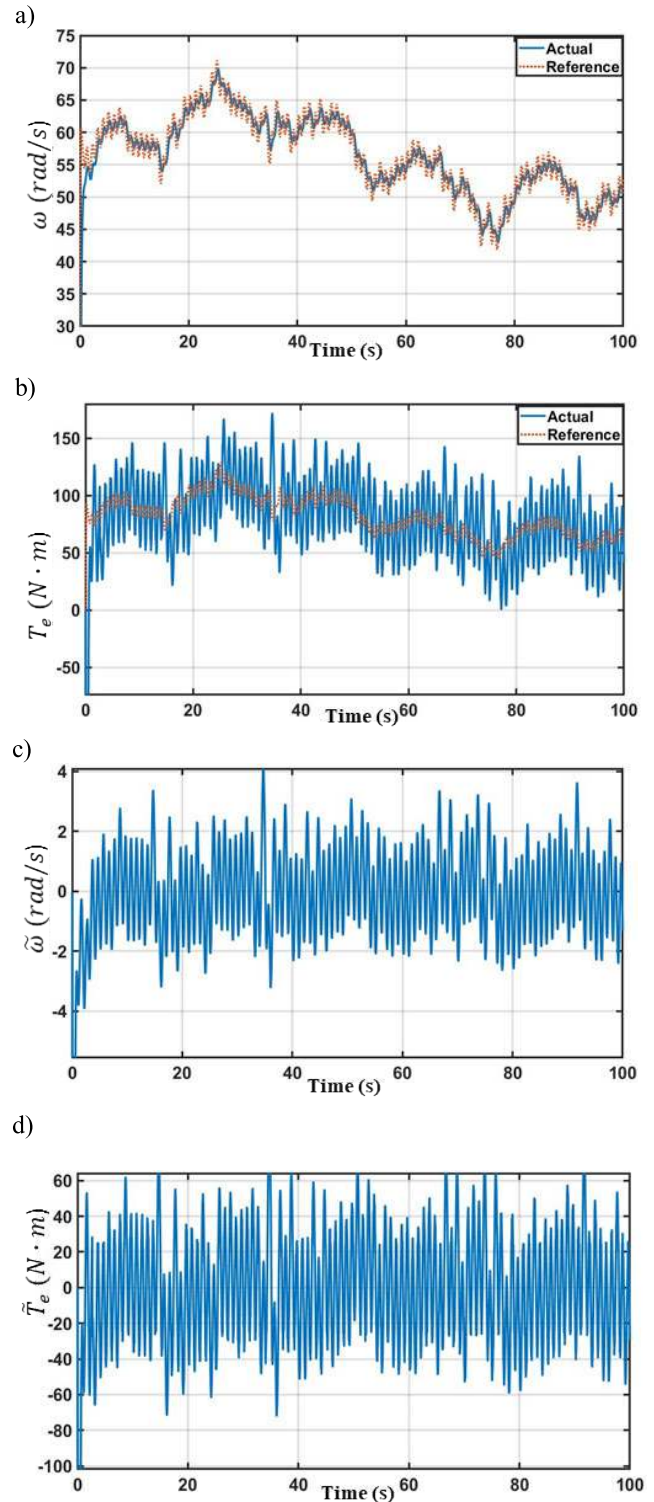 a)
75
70
65
60
55
50
45
40
35
30
ω (rad/s)
Actual
Reference
0 20 40 60 80 100
Time (s)
b)
150
100
50
0
-50
T_e (N · m)
Actual
Reference
0 20 40 60 80 100
Time (s)
c)
4
2
0
-2
-4
ω̃ (rad/s)
0 20 40 60 80 100
Time (s)
d)
60
40
20
0
-20
-40
-60
-80
-100
T̃_e (N · m)
0 20 40 60 80 100
Time (s)